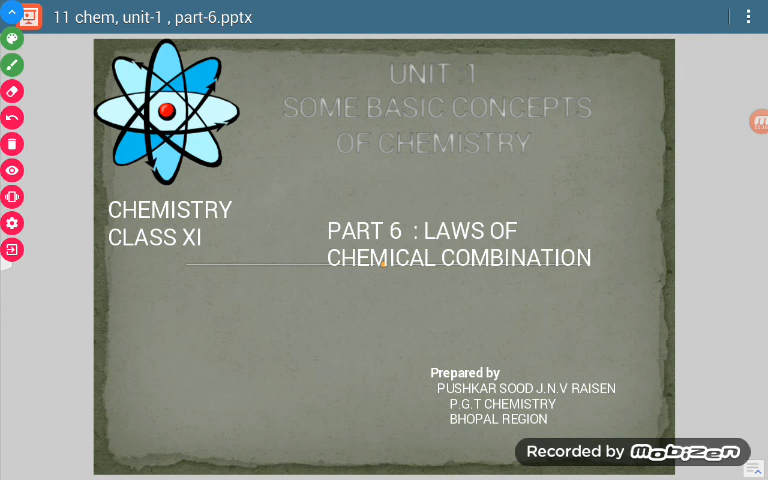 11 chem, unit-1 , part-6.pptx
UNIT :1
SOME BASIC CONCEPTS
OF CHEMISTRY
CHEMISTRY
CLASS XI
PART 6 : LAWS OF
CHEMICAL COMBINATION
Prepared by
PUSHKAR SOOD J.N.V RAISEN
P.G.T CHEMISTRY
BHOPAL REGION
Recorded by Mobizen